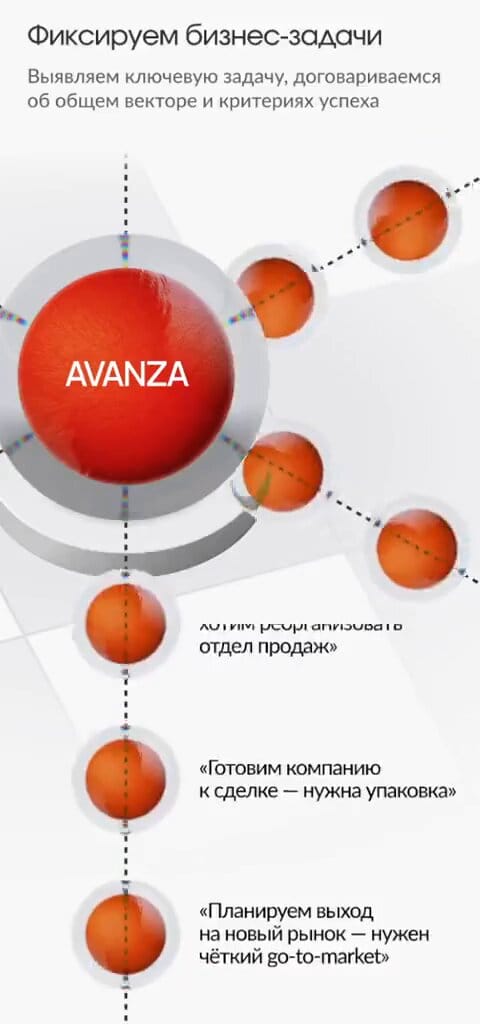 Фиксируем бизнес-задачи
Выявляем ключевую задачу, договариваемся
об общем векторе и критериях успеха
AVANZA
хотим реорганизовать
отдел продаж»
«Готовим компанию
к сделке — нужна упаковка»
«Планируем выход
на новый рынок — нужен
чёткий go-to-market»